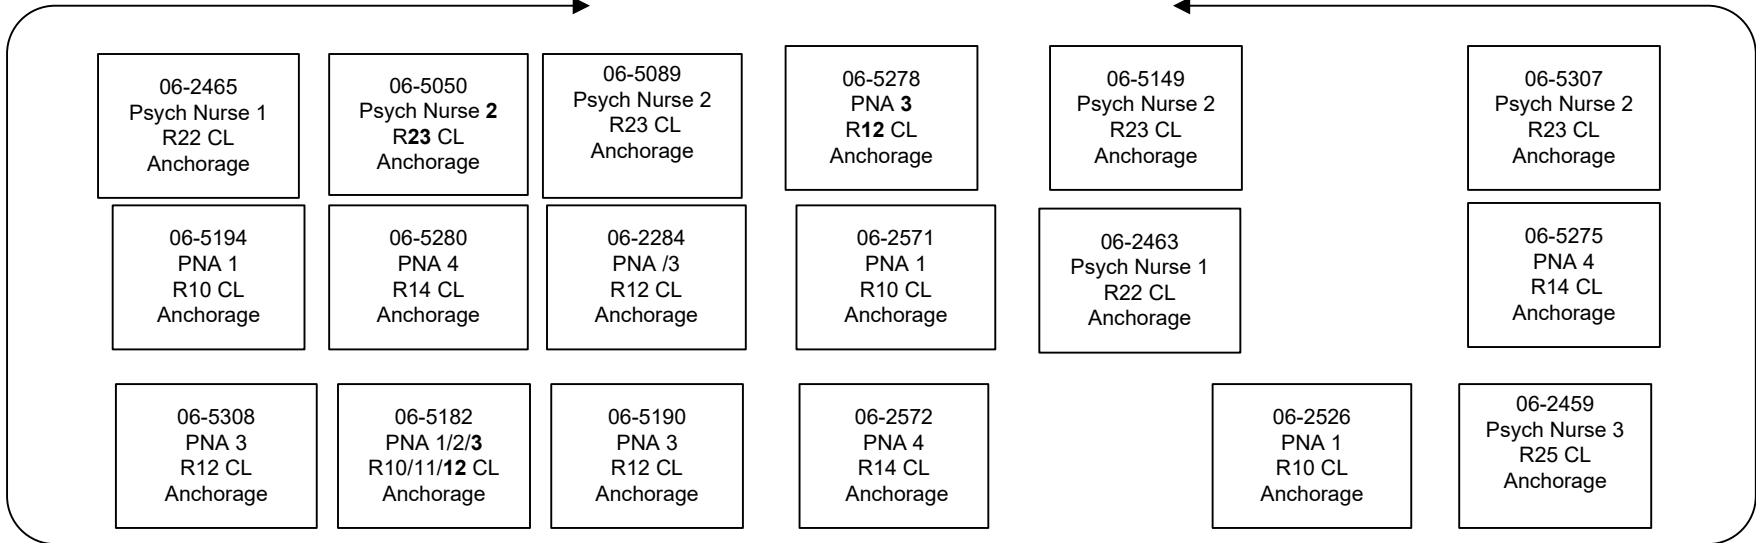 06-2465
Psych Nurse 1
R22 CL
Anchorage
06-5050
Psych Nurse 2
R23 CL
Anchorage
06-5089
Psych Nurse 2
R23 CL
Anchorage
06-5278
PNA 3
R12 CL
Anchorage
06-5149
Psych Nurse 2
R23 CL
Anchorage
06-5307
Psych Nurse 2
R23 CL
Anchorage
06-5194
PNA 1
R10 CL
Anchorage
06-5280
PNA 4
R14 CL
Anchorage
06-2284
PNA /3
R12 CL
Anchorage
06-2571
PNA 1
R10 CL
Anchorage
06-2463
Psych Nurse 1
R22 CL
Anchorage
06-5275
PNA 4
R14 CL
Anchorage
06-5308
PNA 3
R12 CL
Anchorage
06-5182
PNA 1/2/3
R10/11/12 CL
Anchorage
06-5190
PNA 3
R12 CL
Anchorage
06-2572
PNA 4
R14 CL
Anchorage
06-2526
PNA 1
R10 CL
Anchorage
06-2459
Psych Nurse 3
R25 CL
Anchorage